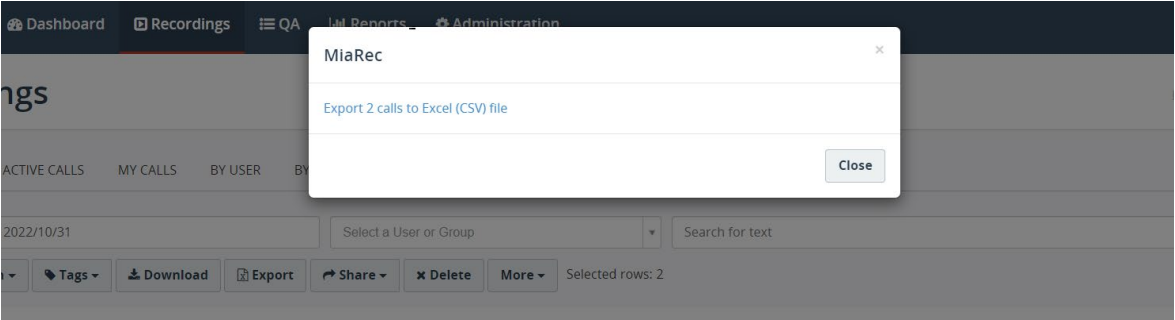 Dashboard Recordings QA Reports Administration
MiaRec ×
ngs
Export 2 calls to Excel (CSV) file
ACTIVE CALLS MY CALLS BY USER BY
Close
2022/10/31 Select a User or Group Search for text
Tags Download Export Share Delete More Selected rows: 2